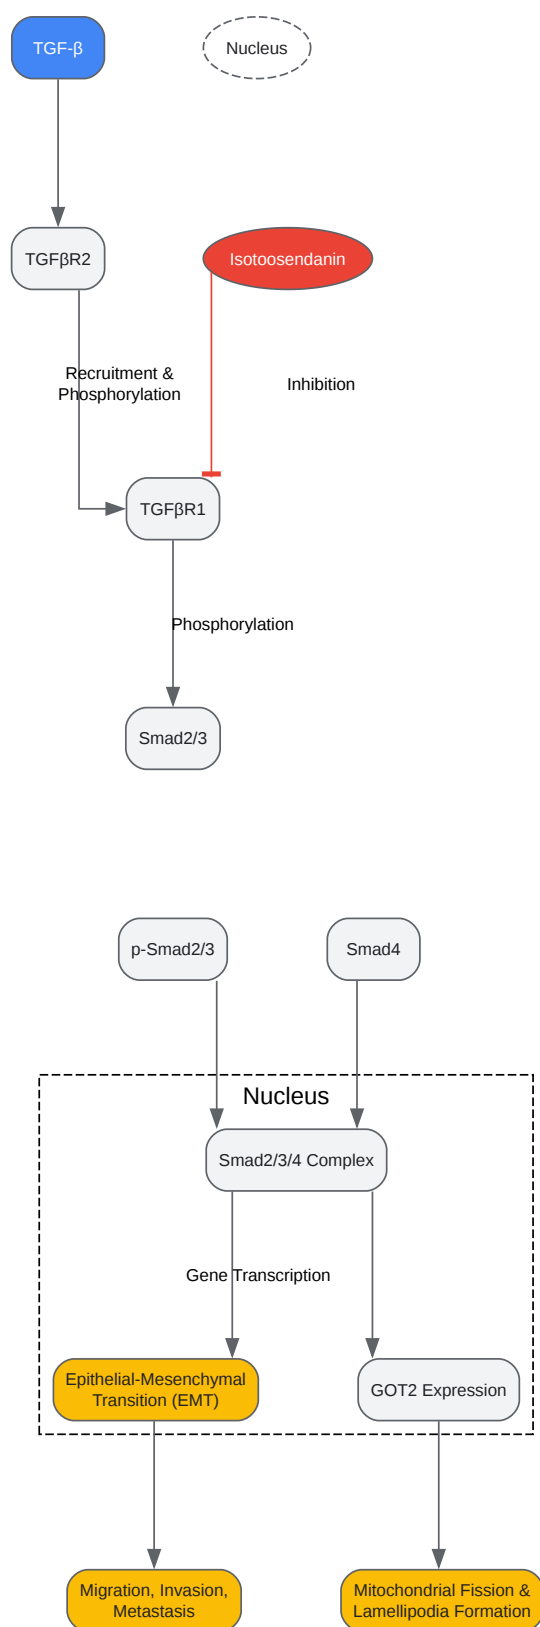 TGF-β
Nucleus
TGFβR2
Isotoosendanin
Recruitment &
Phosphorylation
Inhibition
TGFβR1
Phosphorylation
Smad2/3
p-Smad2/3
Smad4
Nucleus
Smad2/3/4 Complex
Gene Transcription
Epithelial-Mesenchymal
Transition (EMT)
GOT2 Expression
Migration, Invasion,
Metastasis
Mitochondrial Fission &
Lamellipodia Formation